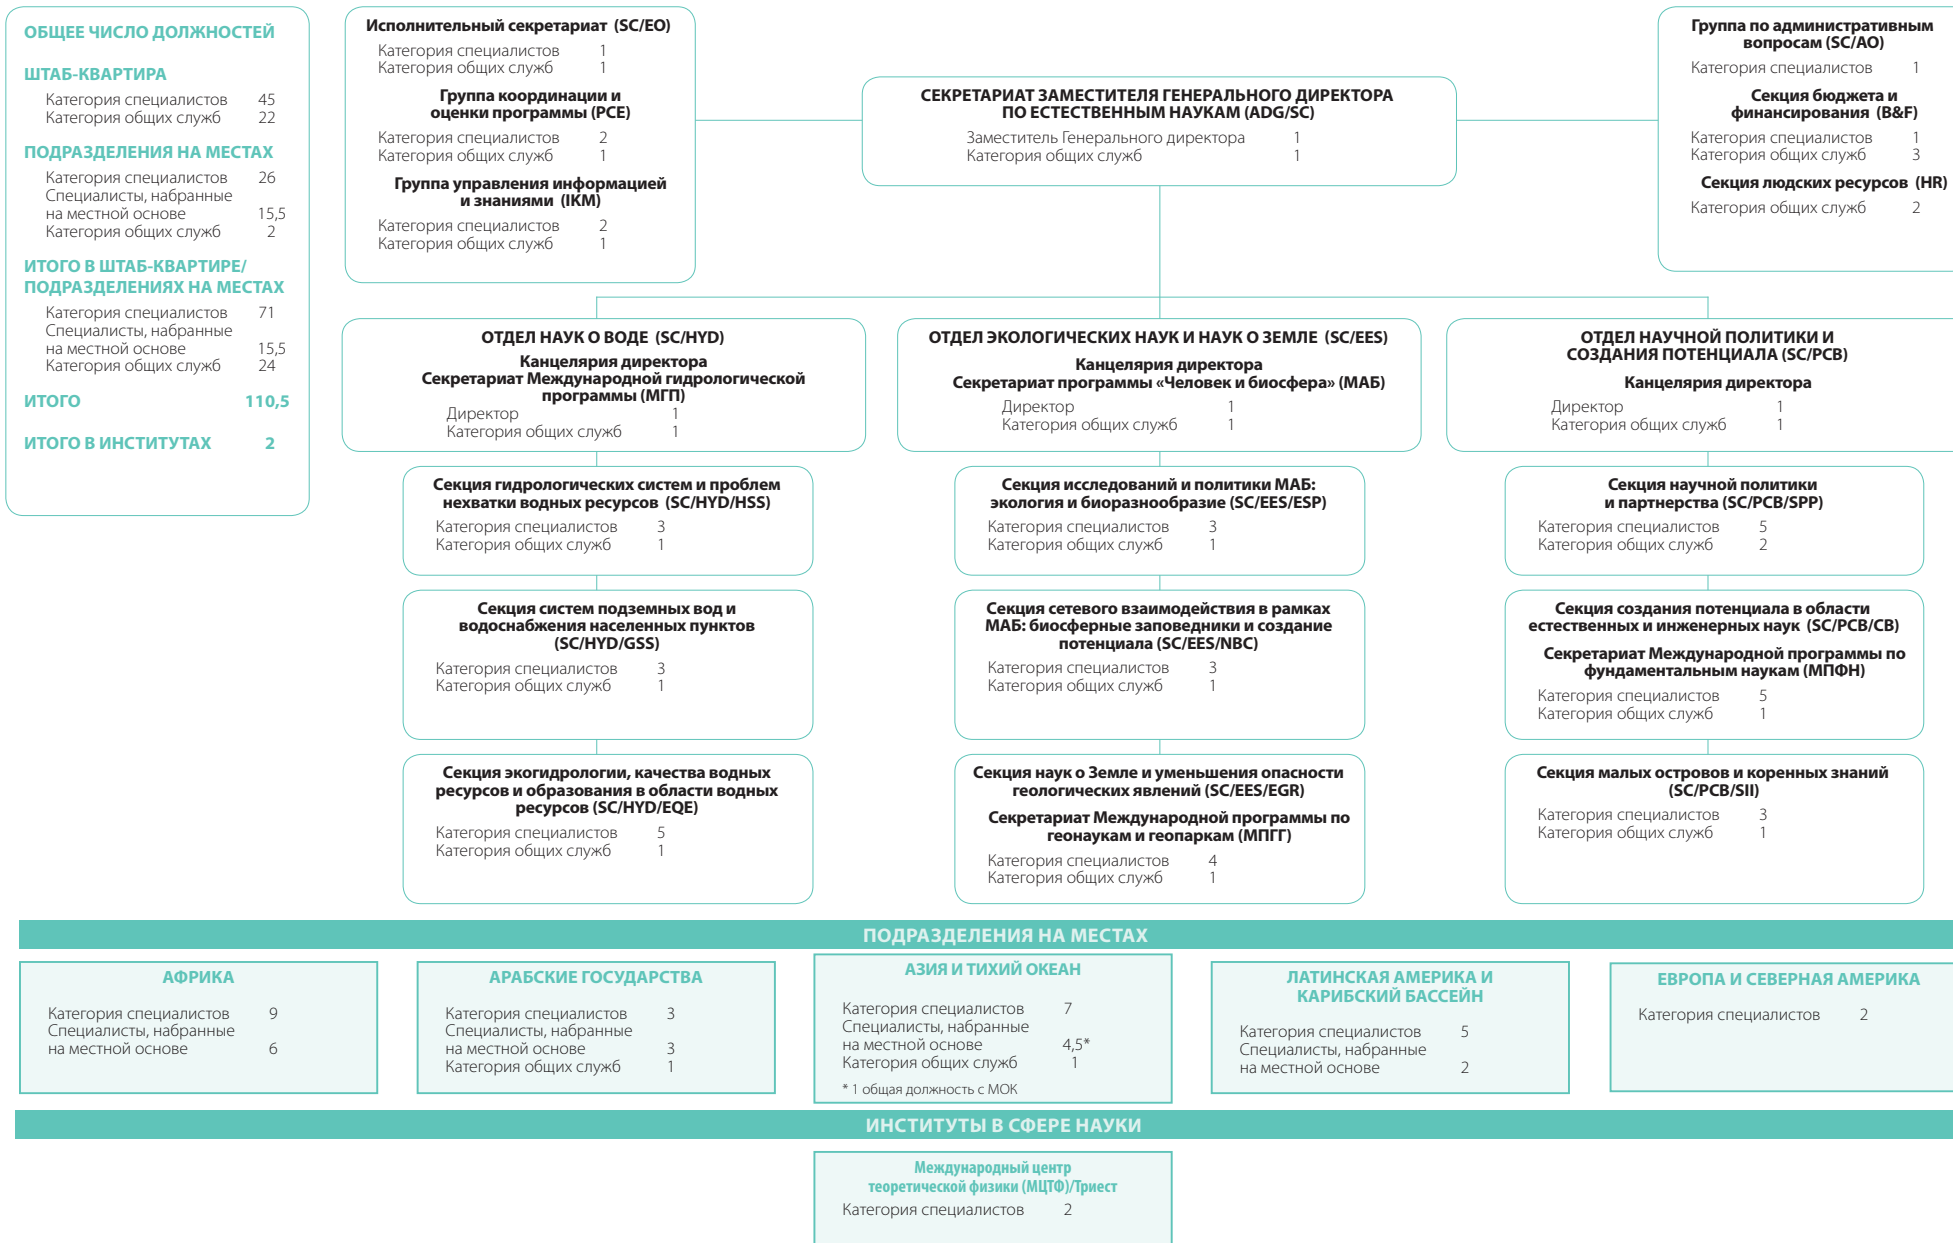 ОБЩЕЕ ЧИСЛО ДОЛЖНОСТЕЙ
ШТАБ-КВАРТИРА
Категория специалистов 45
Категория общих служб 22
ПОДРАЗДЕЛЕНИЯ НА МЕСТАХ
Категория специалистов 26
Специалисты, набранные
на местной основе 15,5
Категория общих служб 2
ИТОГО В ШТАБ-КВАРТИРЕ/
ПОДРАЗДЕЛЕНИЯХ НА МЕСТАХ
Категория специалистов 71
Специалисты, набранные
на местной основе 15,5
Категория общих служб 24
ИТОГО 110,5
ИТОГО В ИНСТИТУТАХ 2
Исполнительный секретариат (SC/EO)
Категория специалистов 1
Категория общих служб 1
Группа координации и
оценки программы (PCE)
Категория специалистов 2
Категория общих служб 1
Группа управления информацией
и знаниями (IKM)
Категория специалистов 2
Категория общих служб 1
СЕКРЕТАРИАТ ЗАМЕСТИТЕЛЯ ГЕНЕРАЛЬНОГО ДИРЕКТОРА
ПО ЕСТЕСТВЕННЫМ НАУКАМ (ADG/SC)
Заместитель Генерального директора 1
Категория общих служб 1
Группа по административным
вопросам (SC/AO)
Категория специалистов 1
Секция бюджета и
финансирования (B&F)
Категория специалистов 1
Категория общих служб 3
Секция людских ресурсов (HR)
Категория общих служб 2
ОТДЕЛ НАУК О ВОДЕ (SC/HYD)
Канцелярия директора
Секретариат Международной гидрологической
программы (МГП)
Директор 1
Категория общих служб 1
Секция гидрологических систем и проблем
нехватки водных ресурсов (SC/HYD/HSS)
Категория специалистов 3
Категория общих служб 1
Секция систем подземных вод и
водоснабжения населенных пунктов
(SC/HYD/GSS)
Категория специалистов 3
Категория общих служб 1
Секция экогидрологии, качества водных
ресурсов и образования в области водных
ресурсов (SC/HYD/EQE)
Категория специалистов 5
Категория общих служб 1
ОТДЕЛ ЭКОЛОГИЧЕСКИХ НАУК И НАУК О ЗЕМЛЕ (SC/EES)
Канцелярия директора
Секретариат программы «Человек и биосфера» (МАБ)
Директор 1
Категория общих служб 1
Секция исследований и политики МАБ:
экология и биоразнообразие (SC/EES/ESP)
Категория специалистов 3
Категория общих служб 1
Секция сетевого взаимодействия в рамках
МАБ: биосферные заповедники и создание
потенциала (SC/EES/NBC)
Категория специалистов 3
Категория общих служб 1
Секция наук о Земле и уменьшения опасности
геологических явлений (SC/EES/EGR)
Секретариат Международной программы по
геонаукам и геопаркам (МПГГ)
Категория специалистов 4
Категория общих служб 1
ОТДЕЛ НАУЧНОЙ ПОЛИТИКИ И
СОЗДАНИЯ ПОТЕНЦИАЛА (SC/PCB)
Канцелярия директора
Директор 1
Категория общих служб 1
Секция научной политики
и партнерства (SC/PCB/SPP)
Категория специалистов 5
Категория общих служб 2
Секция создания потенциала в области
естественных и инженерных наук (SC/PCB/CB)
Секретариат Международной программы по
фундаментальным наукам (МПФН)
Категория специалистов 5
Категория общих служб 1
Секция малых островов и коренных знаний
(SC/PCB/SII)
Категория специалистов 3
Категория общих служб 1
ПОДРАЗДЕЛЕНИЯ НА МЕСТАХ
АФРИКА
Категория специалистов 9
Специалисты, набранные
на местной основе 6
АРАБСКИЕ ГОСУДАРСТВА
Категория специалистов 3
Специалисты, набранные
на местной основе 3
Категория общих служб 1
АЗИЯ И ТИХИЙ ОКЕАН
Категория специалистов 7
Специалисты, набранные
на местной основе 4,5*
Категория общих служб 1
* 1 общая должность с МОК
ЛАТИНСКАЯ АМЕРИКА И
КАРИБСКИЙ БАССЕЙН
Категория специалистов 5
Специалисты, набранные
на местной основе 2
ЕВРОПА И СЕВЕРНАЯ АМЕРИКА
Категория специалистов 2
ИНСТИТУТЫ В СФЕРЕ НАУКИ
Международный центр
теоретической физики (МЦТФ)/Триест
Категория специалистов 2